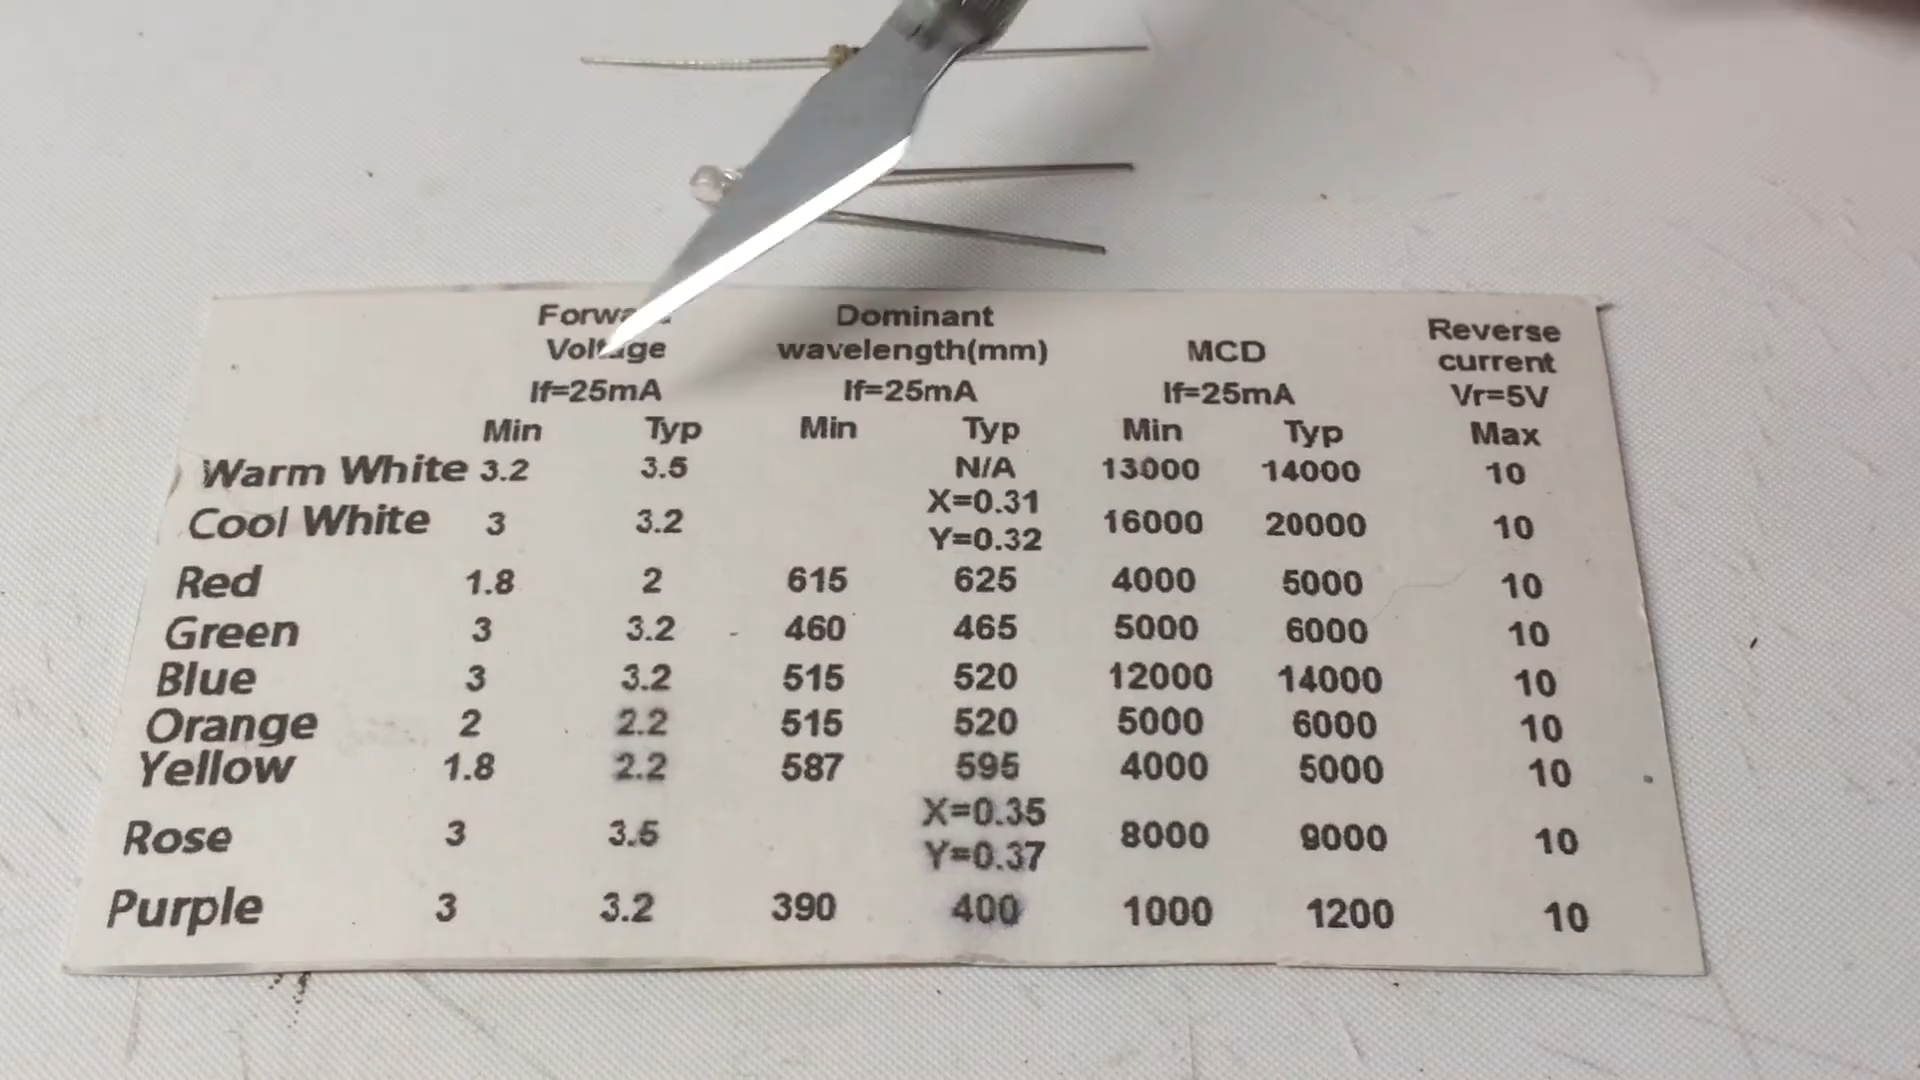 Voltage
If=25mA
Min Typ
Dominant
wavelength(mm)
If=25mA
Min Typ
MCD
If=25mA
Min Typ
Reverse
current
Vr=5V
Max
Warm White 3.2 3.5 N/A 13000 14000 10
Cool White 3 3.2 X=0.31 Y=0.32 16000 20000 10
Red 1.8 2 615 625 4000 5000 10
Green 3 3.2 460 465 5000 6000 10
Blue 3 3.2 515 520 12000 14000 10
Orange 2 2.2 515 520 5000 6000 10
Yellow 1.8 2.2 587 595 4000 5000 10
Rose 3 3.5 X=0.35 Y=0.37 8000 9000 10
Purple 3 3.2 390 400 1000 1200 10